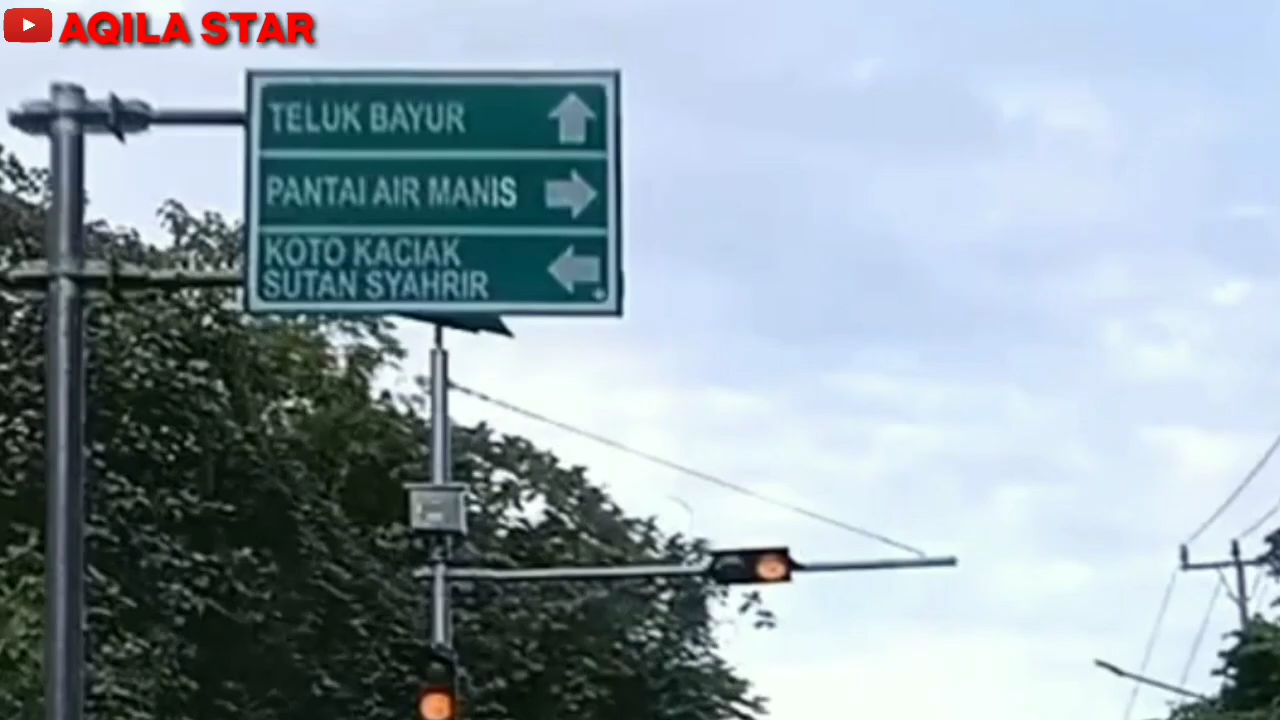 AQILA STAR
TELUK BAYUR
PANTAI AIR MANIS
KOTO KACIAK
SUTAN SYAHRIR